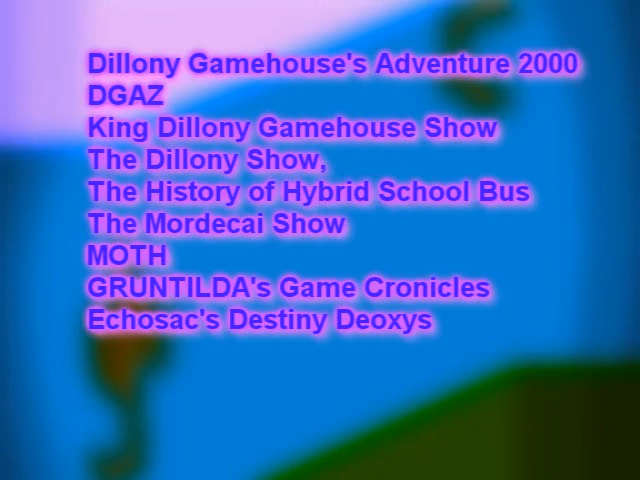 Dillony Gamehouse's Adventure 2000
DGAZ
King Dillony Gamehouse Show
The Dillony Show,
The History of Hybrid School Bus
The Mordecai Show
MOTH
GRUNTILDA's Game Cronicles
Echosac's Destiny Deoxys